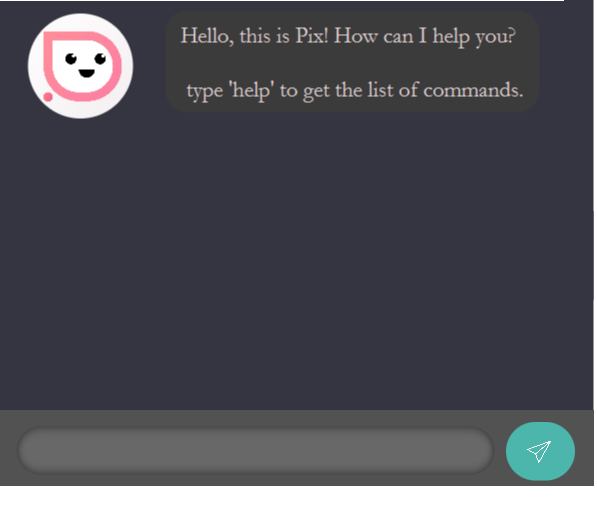 Hello, this is Pix! How can I help you?
type 'help' to get the list of commands.